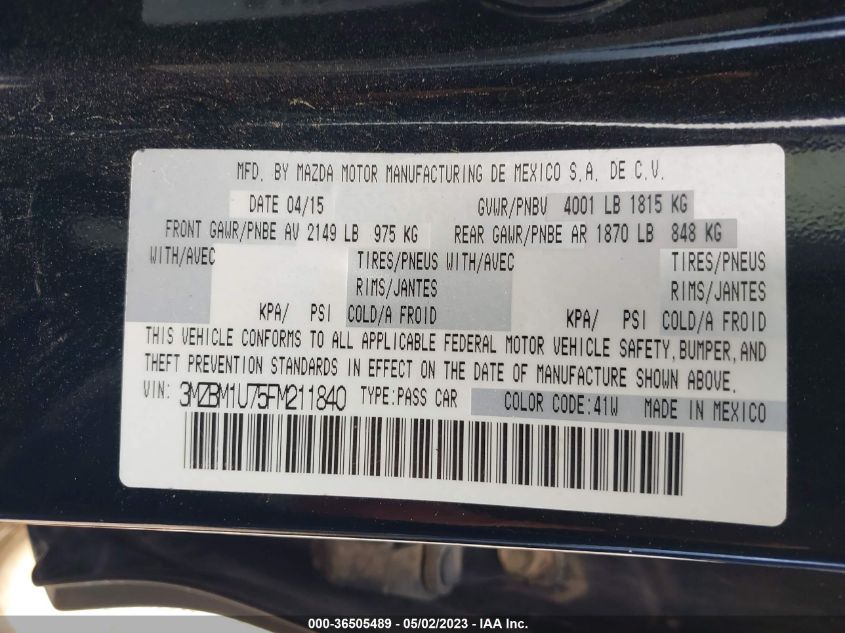 MFD. BY MAZDA MOTOR MANUFACTURING DE MEXICO S.A. DE C.V.
DATE 04/15 GVWR/PNBV 4001 LB 1815 KG
FRONT GAWR/PNBE AV 2149 LB 975 KG REAR GAWR/PNBE AR 1870 LB 848 KG
WITH/AVEC TIRES/PNEUS WITH/AVEC TIRES/PNEUS
RIMS/JANTES RIMS/JANTES
KPA/ PSI COLD/A FROID KPA/ PSI COLD/A FROID
THIS VEHICLE CONFORMS TO ALL APPLICABLE FEDERAL MOTOR VEHICLE SAFETY, BUMPER, AND
THEFT PREVENTION STANDARDS IN EFFECT ON THE DATE OF MANUFACTURE SHOWN ABOVE.
VIN: 3MZBM1U75FM211840 TYPE:PASS CAR COLOR CODE:41W MADE IN MEXICO
000-36505489 - 05/02/2023 - IAA Inc.